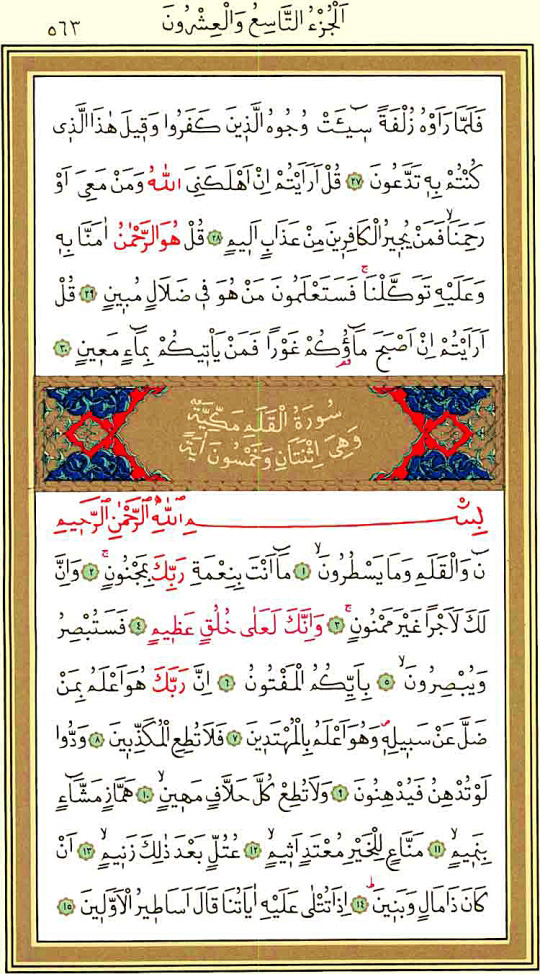 اَلْجُزْءُ التَّاسِعُ وَالْعِشْرُونَ ٥٦٣
فَلَمَّا رَاَوْهُ زُلْفَةً سٖٓيـَٔتْ وُجُوهُ الَّذٖينَ كَفَرُوا وَقٖيلَ هٰذَا الَّذٖى
كُنْتُمْ بِهٖ تَدَّعُونَ ٢٧ قُلْ اَرَاَيْتُمْ اِنْ اَهْلَكَنِىَ اللّٰهُ وَمَنْ مَعِىَ اَوْ
رَحِمَنَاۙ فَمَنْ يُجٖيرُ الْكَافِرٖينَ مِنْ عَذَابٍ اَلٖيمٍ ٢٨ قُلْ هُوَ الرَّحْمٰنُ اٰمَنَّا بِهٖ
وَعَلَيْهِ تَوَكَّلْنَاۚ فَسَتَعْلَمُونَ مَنْ هُوَ فٖى ضَلَالٍ مُبٖينٍ ٢٩ قُلْ
اَرَاَيْتُمْ اِنْ اَصْبَحَ مَٓاؤُ۬كُمْ غَوْرًا فَمَنْ يَاْتٖيكُمْ بِمَٓاءٍ مَعٖينٍ ٣٠
سُورَةُ الْقَلَمِ مَكِّيَّةٌ
وَهِىَ اِثْنَتَانِ وَخَمْسُونَ اٰيَةً
بِسْمِ اللّٰهِ الرَّحْمٰنِ الرَّحٖيمِ
نٓ وَالْقَلَمِ وَمَا يَسْطُرُونَۙ ١ مَٓا اَنْتَ بِنِعْمَةِ رَبِّكَ بِمَجْنُونٍۚ ٢ وَاِنَّ
لَكَ لَاَجْرًا غَيْرَ مَمْنُونٍۚ ٣ وَاِنَّكَ لَعَلٰى خُلُقٍ عَظٖيمٍ ٤ فَسَتُبْصِرُ
وَيُبْصِرُونَۙ ٥ بِاَيِّكُمُ الْمَفْتُونُ ٦ اِنَّ رَبَّكَ هُوَ اَعْلَمُ بِمَنْ
ضَلَّ عَنْ سَبٖيلِهٖۖ وَهُوَ اَعْلَمُ بِالْمُهْتَدٖينَ ٧ فَلَا تُطِعِ الْمُكَذِّبٖينَ ٨ وَدُّوا
لَوْ تُدْهِنُ فَيُدْهِنُونَ ٩ وَلَا تُطِعْ كُلَّ حَلَّافٍ مَهٖينٍۙ ١٠ هَمَّازٍ مَشَّٓاءٍ
بِنَمٖيمٍۙ ١١ مَنَّاعٍ لِلْخَيْرِ مُعْتَدٍ اَثٖيمٍۙ ١٢ عُتُلٍّ بَعْدَ ذٰلِكَ زَنٖيمٍۙ ١٣ اَنْ
كَانَ ذَا مَالٍ وَبَنٖينَؕ ١٤ اِذَا تُتْلٰى عَلَيْهِ اٰيَاتُنَا قَالَ اَسَاطٖيرُ الْاَوَّلٖينَ ١٥